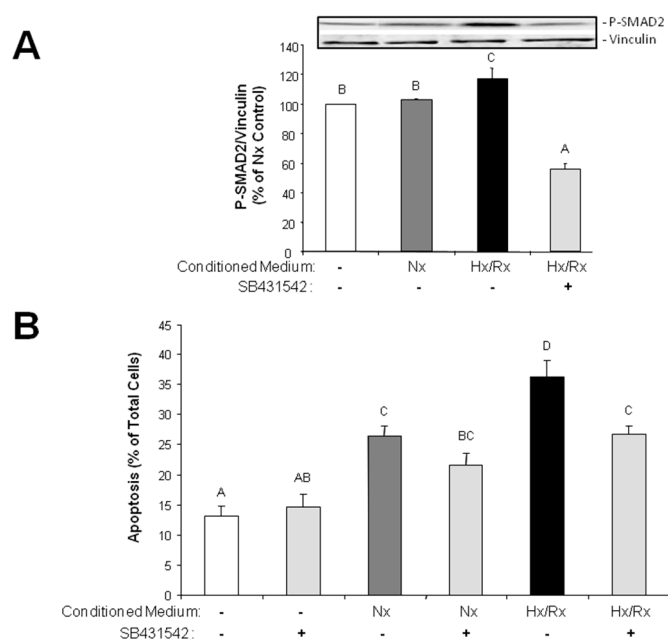 A
- P-SMAD2
- Vinculin
P-SMAD2/Vinculin
(% of Nx Control)
140
120
100
80
60
40
20
0
B
B
C
A
Conditioned Medium: - Nx Hx/Rx Hx/Rx
SB431542: - - - +
B
Apoptosis (% of Total Cells)
45
40
35
30
25
20
15
10
5
0
A
AB
C
BC
D
C
Conditioned Medium: - - Nx Nx Hx/Rx Hx/Rx
SB431542: - + - + - +